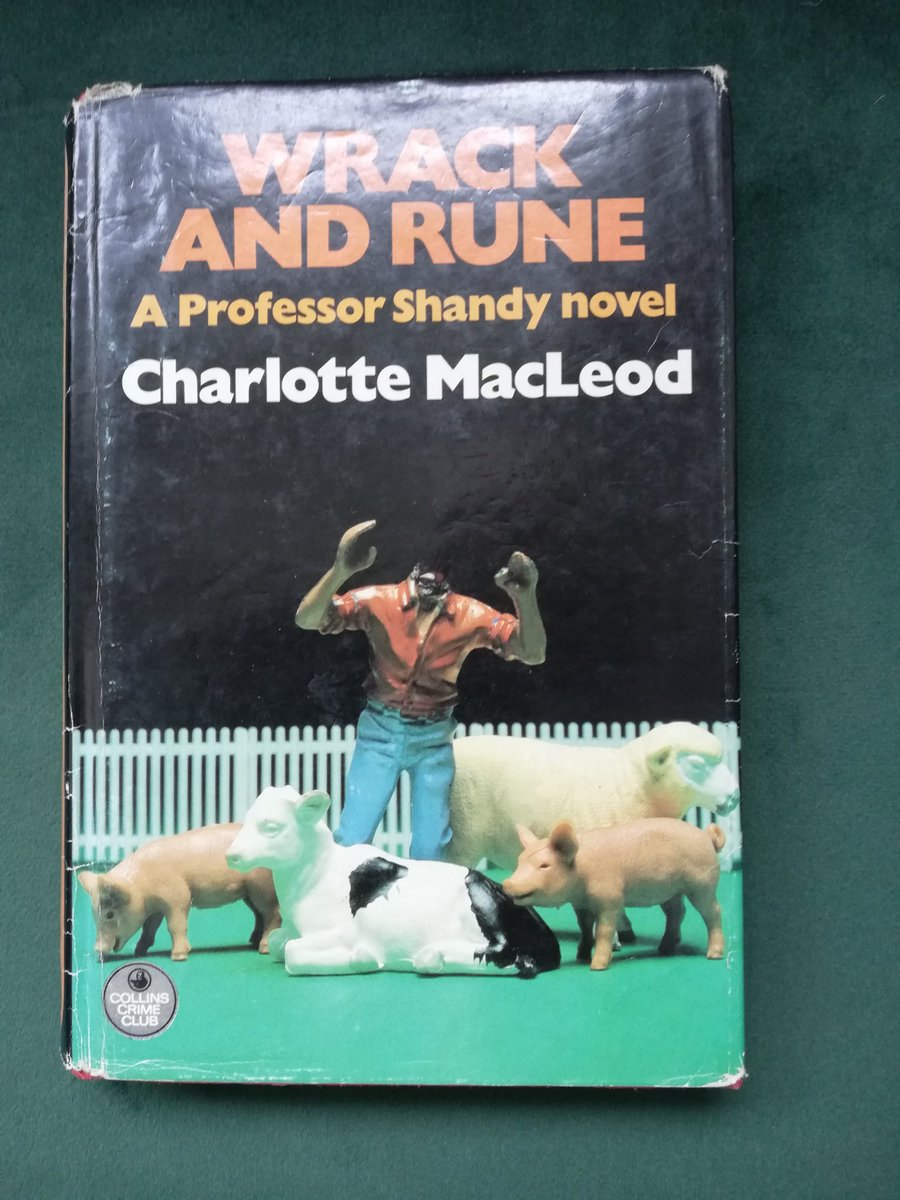 WRACK
AND RUNE
A Professor Shandy novel
Charlotte MacLeod
COLLINS
CRIME
CLUB